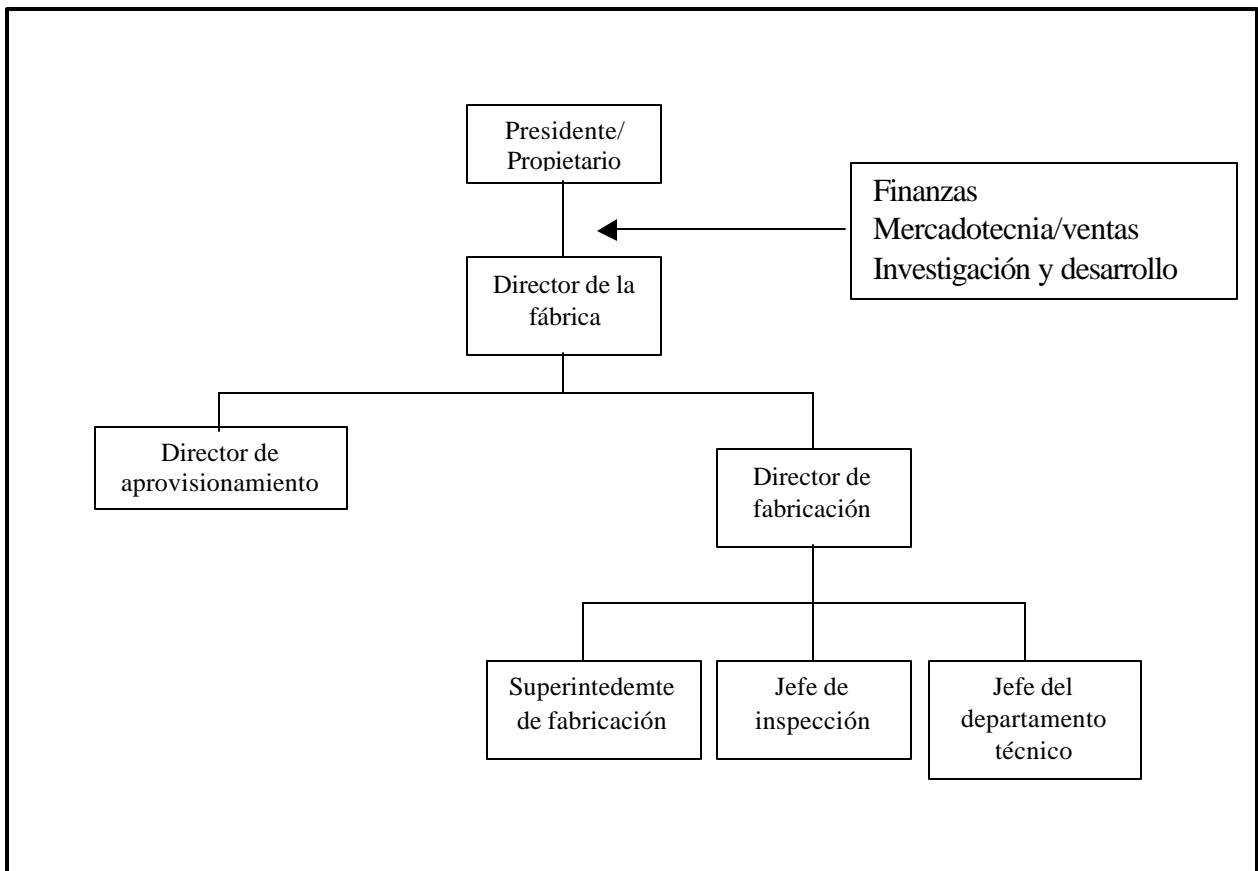 Presidente/
Propietario
Finanzas
Mercadotecnia/ventas
Investigación y desarrollo
Director de la
fábrica
Director de
aprovisionamiento
Director de
fabricación
Superintedemte
de fabricación
Jefe de
inspección
Jefe del
departamento
técnico